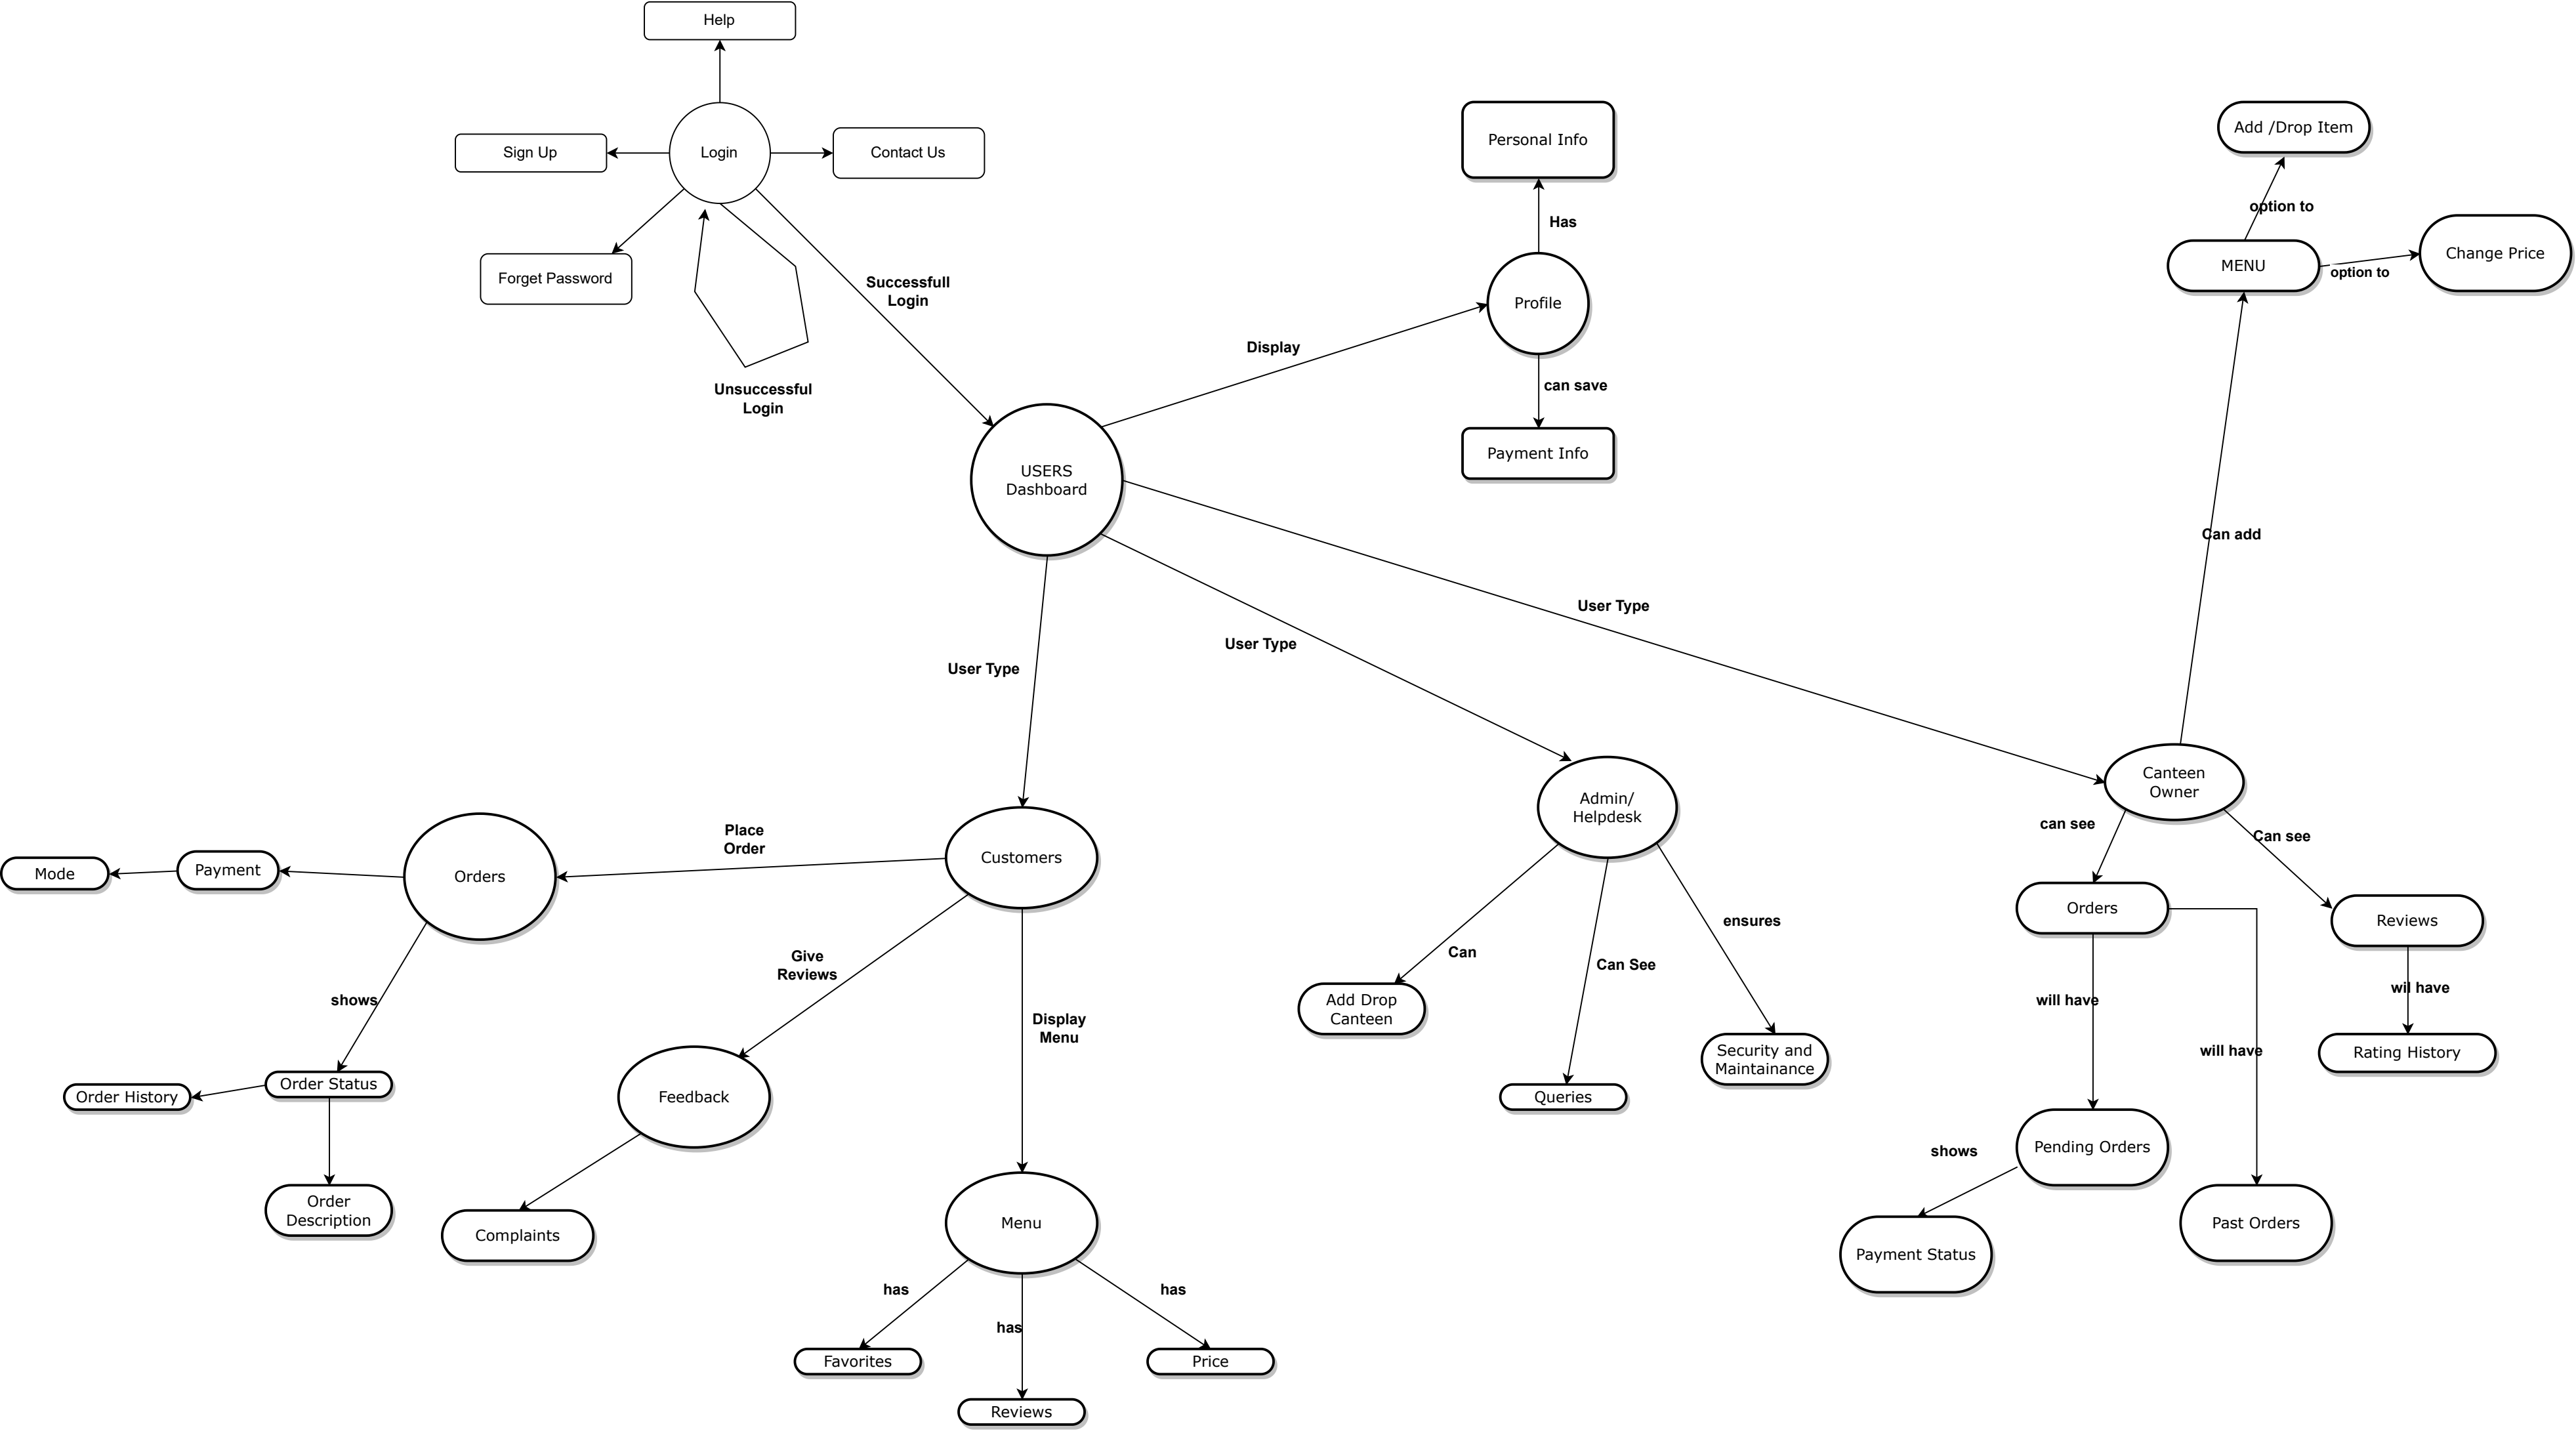 Help
Sign Up
Login
Contact Us
Forget Password
Successfull
Login
Unsuccessful
Login
Personal Info
Has
Profile
Display
can save
Payment Info
Add /Drop Item
option to
MENU
option to
Change Price
Can add
USERS
Dashboard
User Type
User Type
User Type
Canteen
Owner
Admin/
Helpdesk
Customers
Place
Order
Orders
Payment
Mode
shows
Order Status
Order History
Order
Description
Give
Reviews
Feedback
Complaints
Display
Menu
Menu
has
has
has
Favorites
Reviews
Price
Can
Can See
ensures
Add Drop
Canteen
Queries
Security and
Maintainance
can see
Can see
Orders
Reviews
wil have
Rating History
will have
will have
Pending Orders
shows
Payment Status
Past Orders